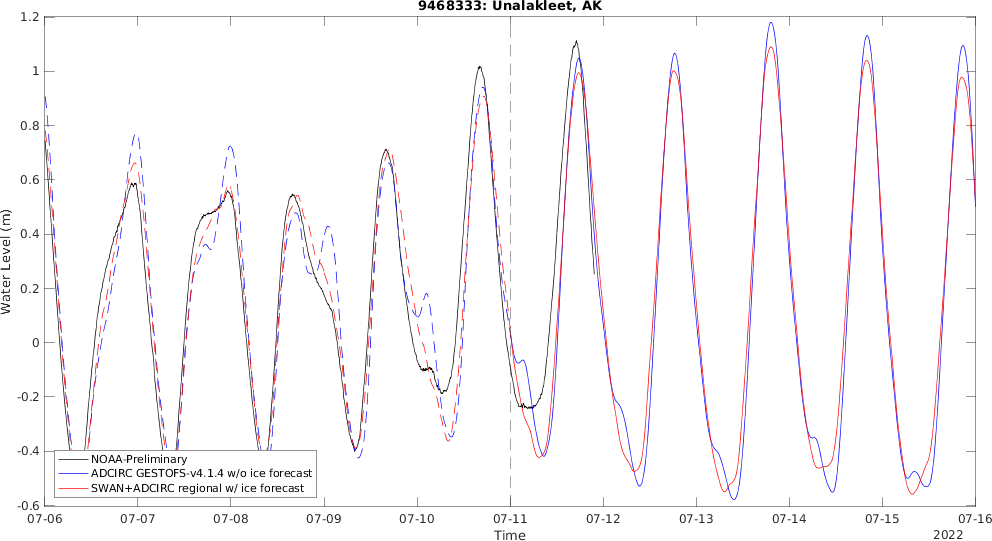 9468333: Unalakleet, AK
Water Level (m)
1.2
1
0.8
0.6
0.4
0.2
0
-0.2
-0.4
-0.6
NOAA-Preliminary
ADCIRC GESTOFS-v4.1.4 w/o ice forecast
SWAN+ADCIRC regional w/ ice forecast
07-06 07-07 07-08 07-09 07-10 07-11 07-12 07-13 07-14 07-15 07-16
Time
2022